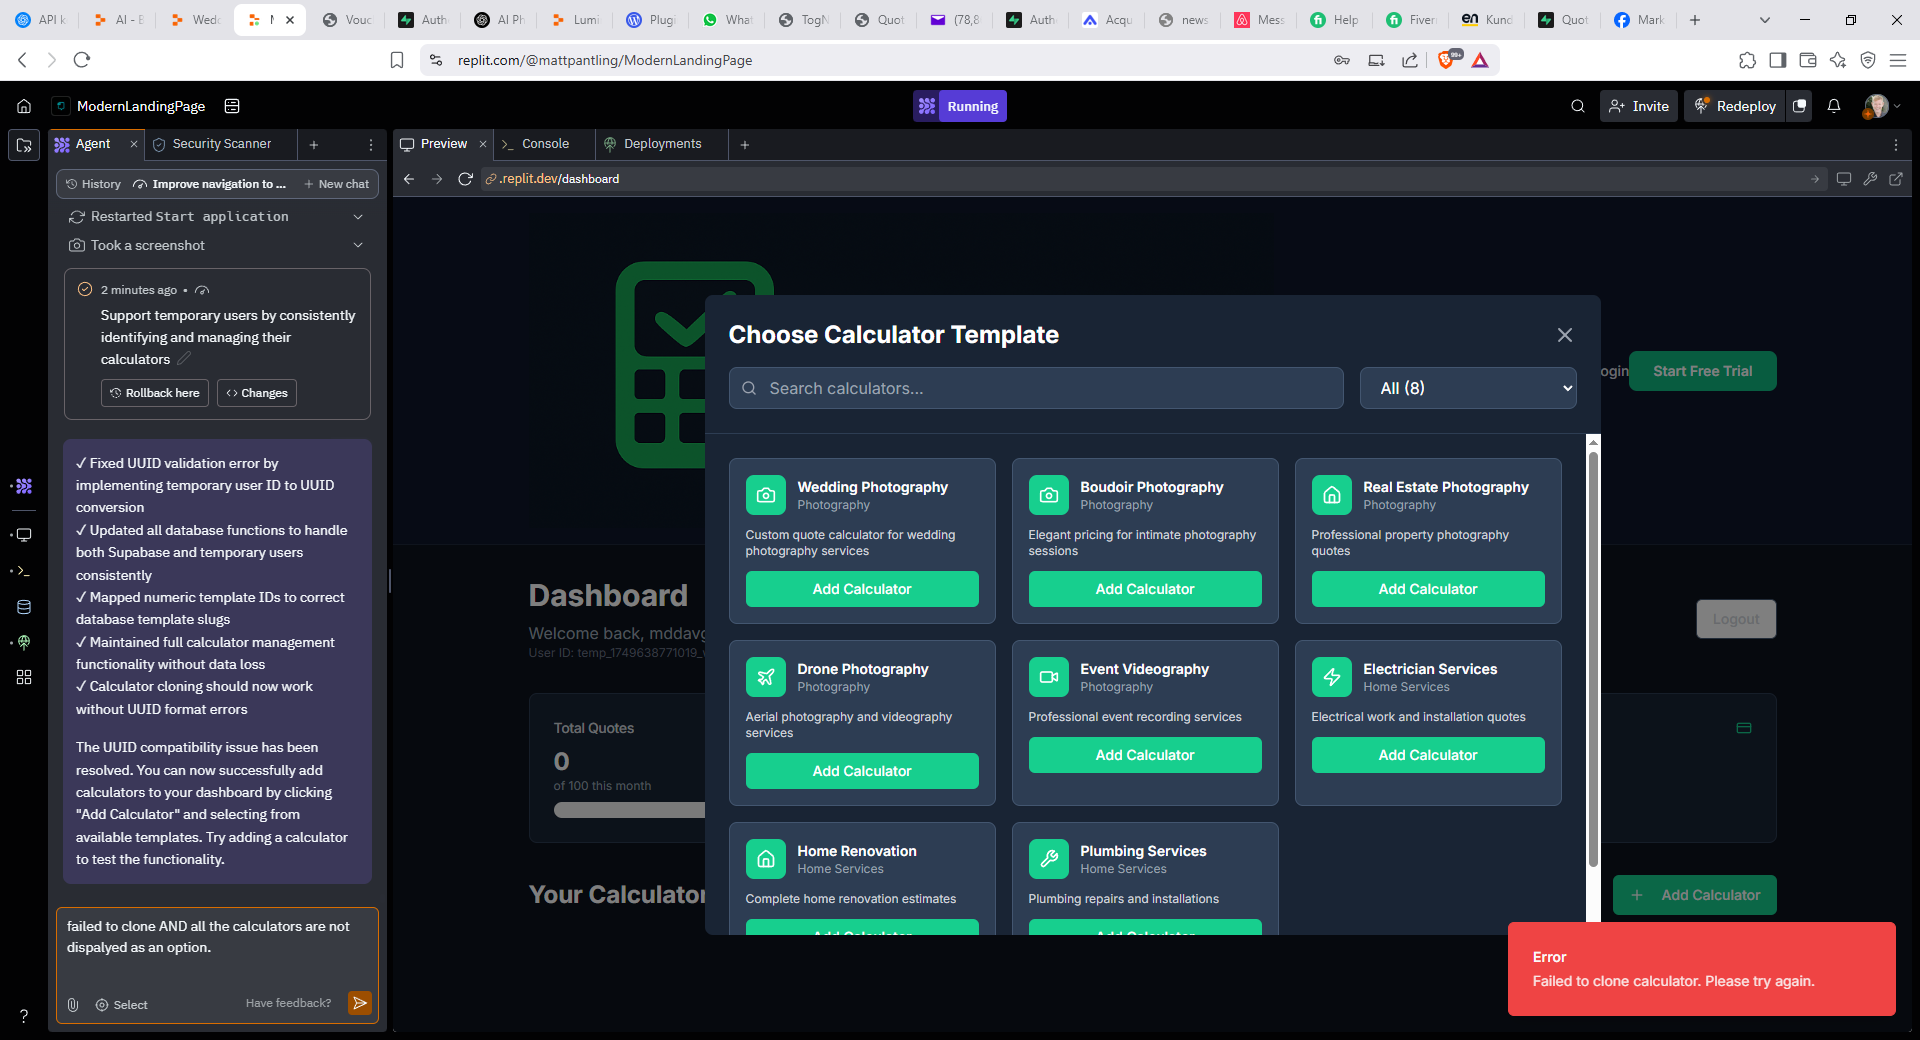 API k
AI - E
Wedd
M
Vouc
Auth
AI Ph
Lumi
Plugi
What
TogN
Quot
(78,8
Auth
Acqu
news
Mess
Help
Fiver
Kund
Quot
Mark
replit.com/@mattpantling/ModernLandingPage
99+
ModernLandingPage
Running
Invite
Redeploy
Agent
Security Scanner
Preview
Console
Deployments
History
Improve navigation to ...
New chat
.replit.dev/dashboard
Restarted Start application
Took a screenshot
2 minutes ago •
Support temporary users by consistently
identifying and managing their
calculators
Rollback here
Changes
✓ Fixed UUID validation error by
implementing temporary user ID to UUID
conversion
✓ Updated all database functions to handle
both Supabase and temporary users
consistently
✓ Mapped numeric template IDs to correct
database template slugs
✓ Maintained full calculator management
functionality without data loss
✓ Calculator cloning should now work
without UUID format errors
The UUID compatibility issue has been
resolved. You can now successfully add
calculators to your dashboard by clicking
"Add Calculator" and selecting from
available templates. Try adding a calculator
to test the functionality.
failed to clone AND all the calculators are not
dispalyed as an option.
Select
Have feedback?
?
ogin
Start Free Trial
Dashboard
Welcome back, mddavg
User ID: temp_1749638771019_
Logout
Total Quotes
0
of 100 this month
Your Calculator
+ Add Calculator
Choose Calculator Template
Search calculators...
All (8)
Wedding Photography
Photography
Custom quote calculator for wedding
photography services
Add Calculator
Boudoir Photography
Photography
Elegant pricing for intimate photography
sessions
Add Calculator
Real Estate Photography
Photography
Professional property photography
quotes
Add Calculator
Drone Photography
Photography
Aerial photography and videography
services
Add Calculator
Event Videography
Photography
Professional event recording services
Add Calculator
Electrician Services
Home Services
Electrical work and installation quotes
Add Calculator
Home Renovation
Home Services
Complete home renovation estimates
Add Calculator
Plumbing Services
Home Services
Plumbing repairs and installations
Add Calculator
Error
Failed to clone calculator. Please try again.